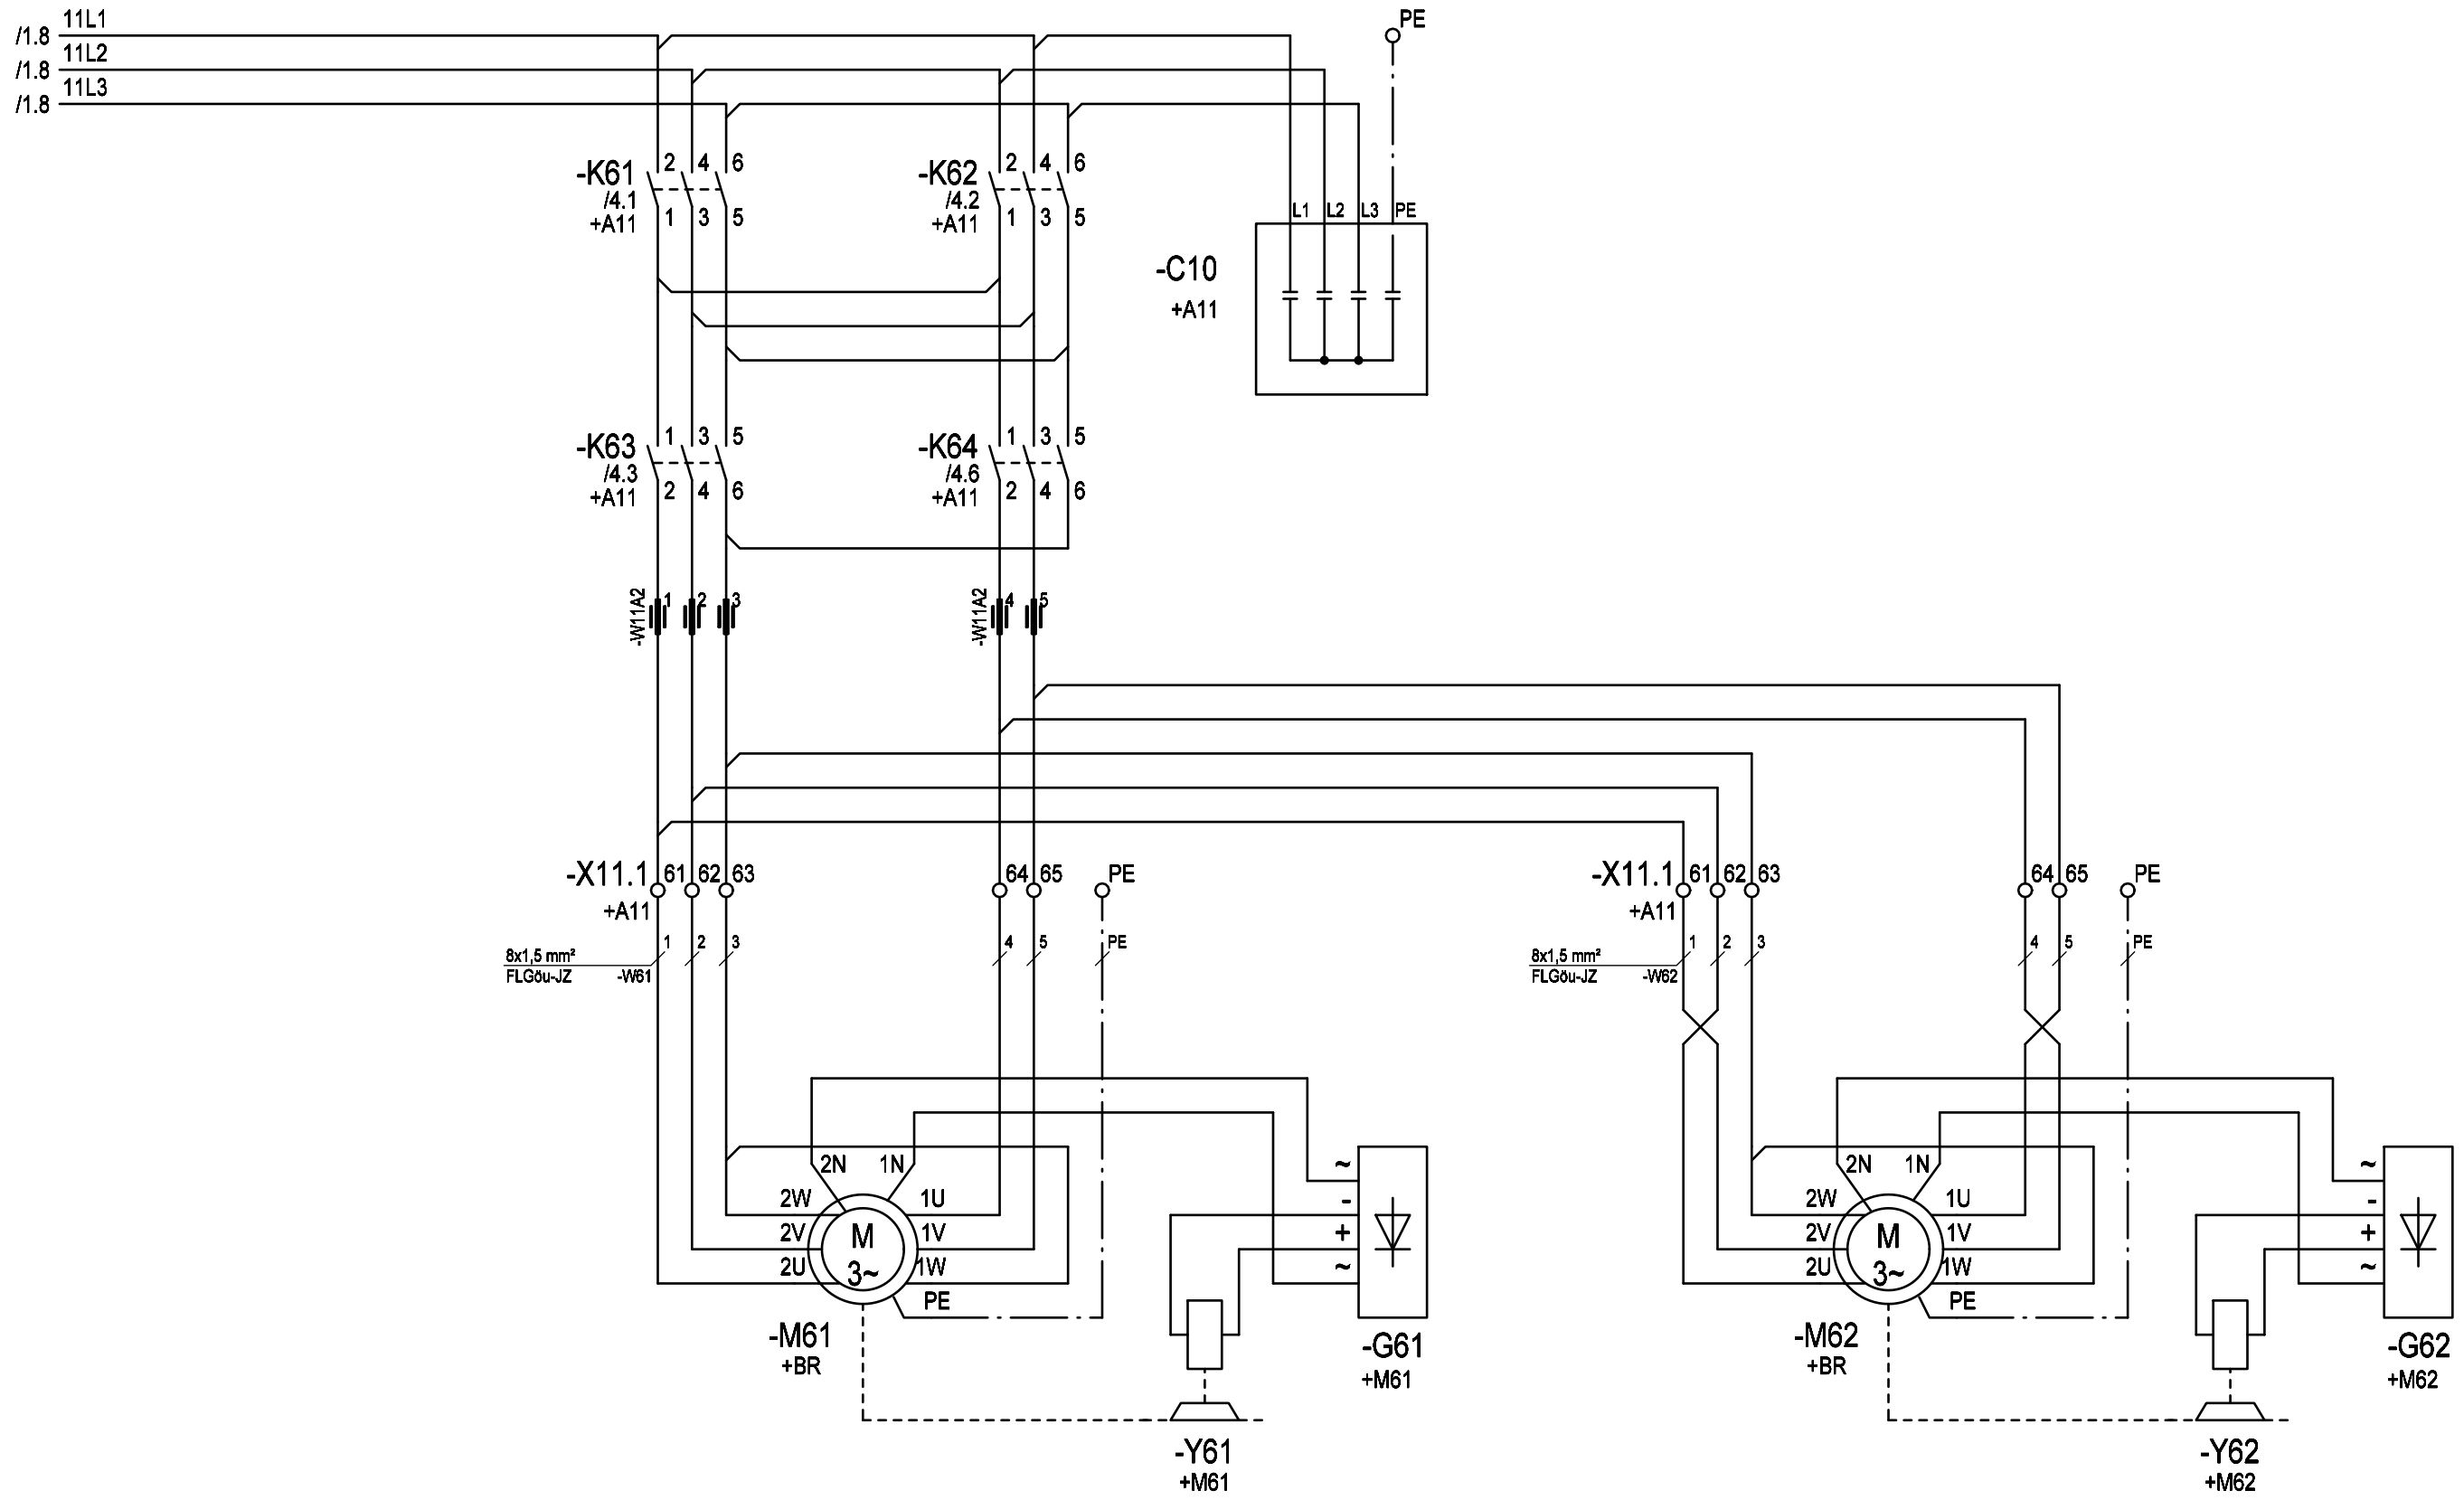 11L1
/1.8
11L2
/1.8
11L3
/1.8
PE
-K61 2 4 6
/4.1
+A11 1 3 5
-K62 2 4 6
/4.2
+A11 1 3 5
L1 L2 L3 PE
-C10
+A11
-K63 1 3 5
/4.3
+A11 2 4 6
-K64 1 3 5
/4.6
+A11 2 4 6
-W11A2 1 2 3
-W11A2 4 5
-X11.1 61 62 63 64 65 PE
+A11
1 2 3 4 5 PE
8x1,5 mm²
FLGöu-JZ -W61
-X11.1 61 62 63 64 65 PE
+A11
1 2 3 4 5 PE
8x1,5 mm²
FLGöu-JZ -W62
2N 1N
2W 1U
2V M 1V
2U 3~ 1W
PE
-M61
+BR
~
-
+
~
-G61
+M61
-Y61
+M61
2N 1N
2W 1U
2V M 1V
2U 3~ 1W
PE
-M62
+BR
~
-
+
~
-G62
+M62
-Y62
+M62